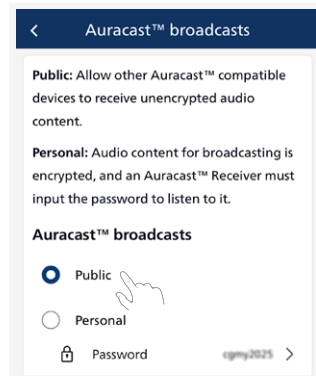 Auracast™ broadcasts
Public: Allow other Auracast™ compatible
devices to receive unencrypted audio
content.
Personal: Audio content for broadcasting is
encrypted, and an Auracast™ Receiver must
input the password to listen to it.
Auracast™ broadcasts
Public
Personal
Password